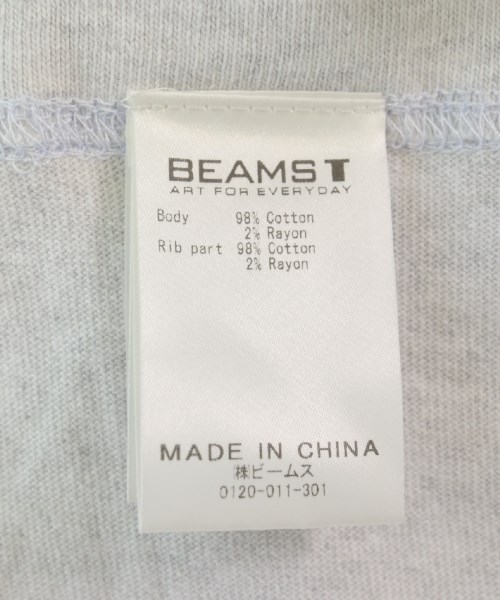 BEAMS T
ART FOR EVERYDAY
Body 98% Cotton
2% Rayon
Rib part 98% Cotton
2% Rayon
MADE IN CHINA
㈱ビームス
0120-011-301